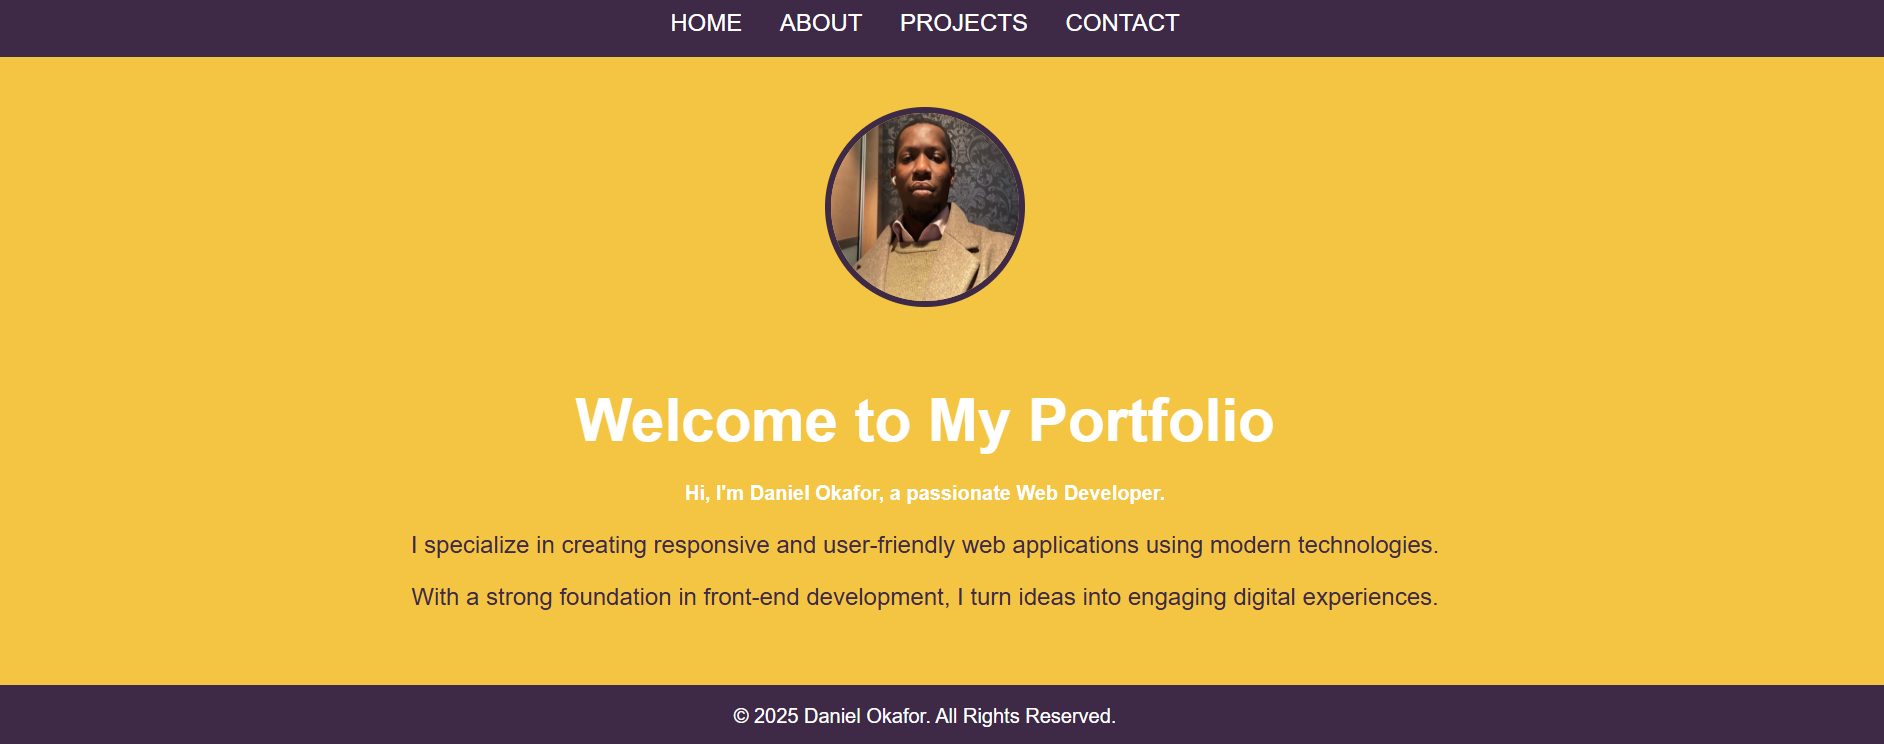 HOME ABOUT PROJECTS CONTACT
Welcome to My Portfolio
Hi, I'm Daniel Okafor, a passionate Web Developer.
I specialize in creating responsive and user-friendly web applications using modern technologies.
With a strong foundation in front-end development, I turn ideas into engaging digital experiences.
© 2025 Daniel Okafor. All Rights Reserved.